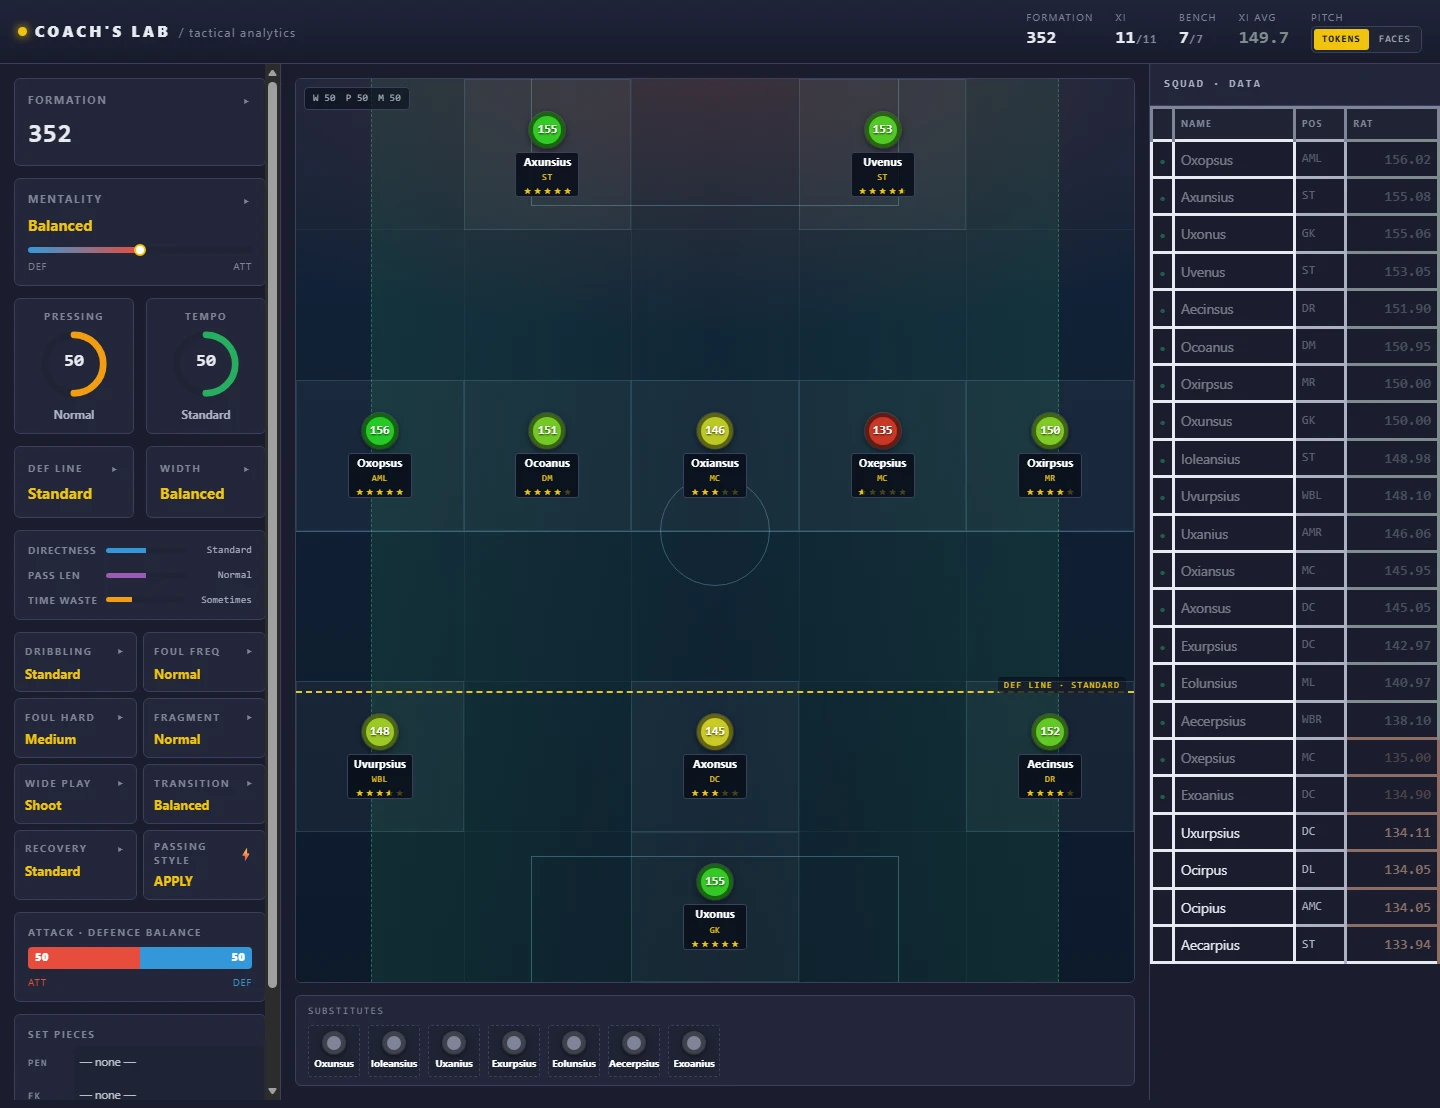 COACH'S LAB / tactical analytics
FORMATION
352
XI
11/11
BENCH
7/7
XI AVG
149.7
PITCH
TOKENS FACES
FORMATION
352
MENTALITY
Balanced
DEF ATT
PRESSING
50
Normal
TEMPO
50
Standard
DEF LINE
Standard
WIDTH
Balanced
DIRECTNESS Standard
PASS LEN Normal
TIME WASTE Sometimes
DRIBBLING
Standard
FOUL FREQ
Normal
FOUL HARD
Medium
FRAGMENT
Normal
WIDE PLAY
Shoot
TRANSITION
Balanced
RECOVERY
Standard
PASSING
STYLE
APPLY
ATTACK · DEFENCE BALANCE
50 50
ATT DEF
SET PIECES
PEN — none —
FK — none —
W 50 P 50 M 50
155
Axunsius
ST
153
Uvenus
ST
156
Oxopsus
AML
151
Ocoanus
DM
146
Oxiansus
MC
135
Oxepsius
MC
150
Oxirpsus
MR
DEF LINE · STANDARD
148
Uvurpsius
WBL
145
Axonsus
DC
152
Aecinsus
DR
155
Uxonus
GK
SUBSTITUTES
Oxunsus
Ioleansius
Uxanius
Exurpsius
Eolunsius
Aecerpsius
Exoanius
SQUAD · DATA
NAME POS RAT
Oxopsus AML 156.02
Axunsius ST 155.08
Uxonus GK 155.06
Uvenus ST 153.05
Aecinsus DR 151.90
Ocoanus DM 150.95
Oxirpsus MR 150.00
Oxunsus GK 150.00
Ioleansius ST 148.98
Uvurpsius WBL 148.10
Uxanius AMR 146.06
Oxiansus MC 145.95
Axonsus DC 145.05
Exurpsius DC 142.97
Eolunsius ML 140.97
Aecerpsius WBR 138.10
Oxepsius MC 135.00
Exoanius DC 134.90
Uxurpsius DC 134.11
Ocirpus DL 134.05
Ocipius AMC 134.05
Aecarpius ST 133.94